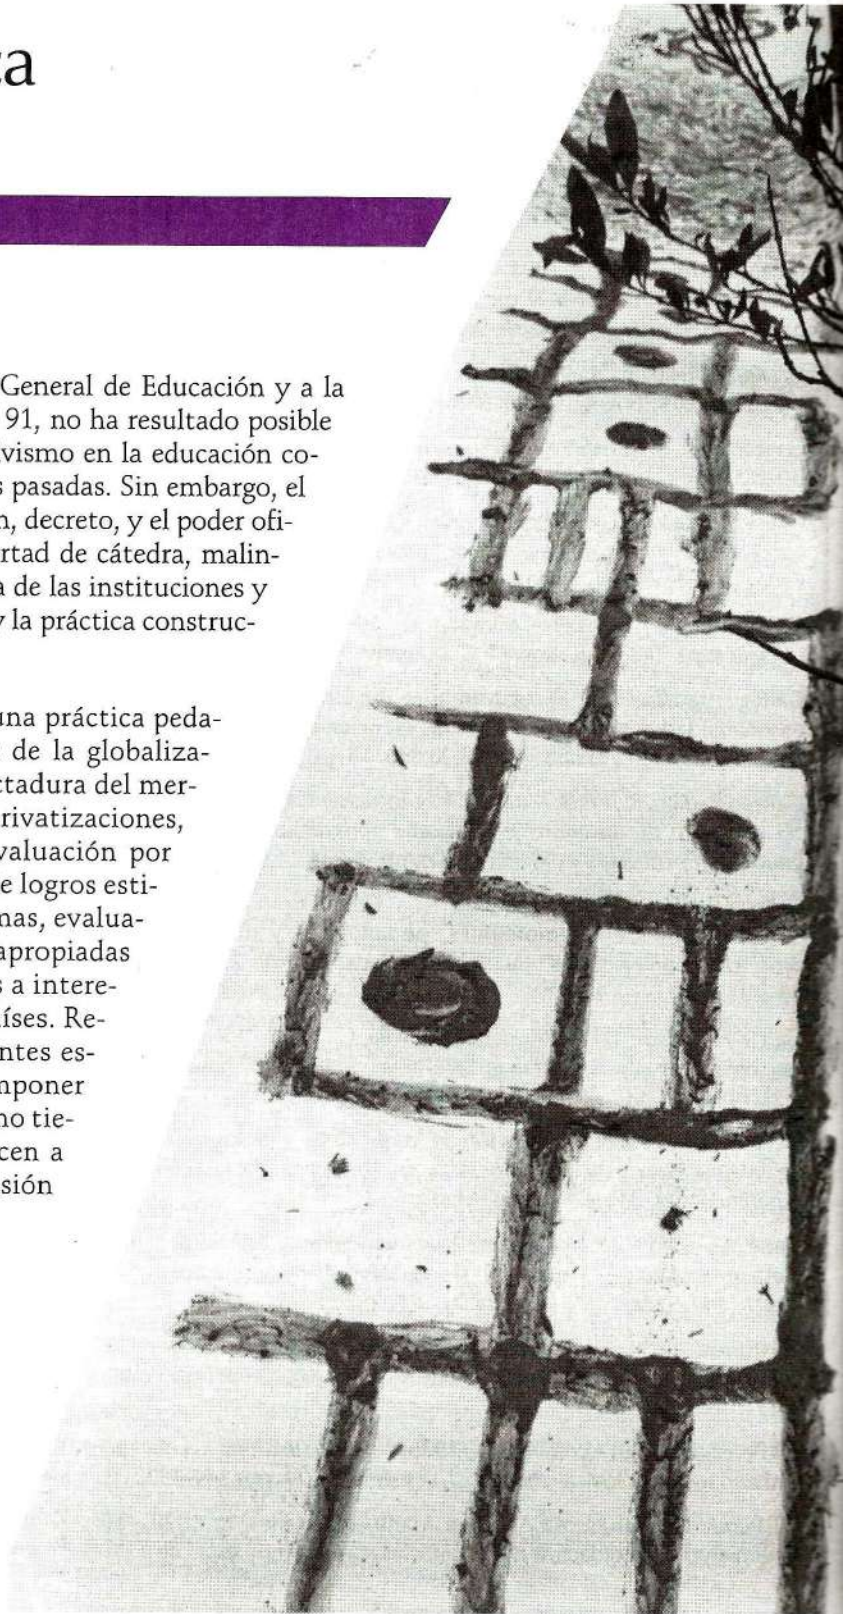 ca
General de Educación y a la
91, no ha resultado posible
vismo en la educación co-
s pasadas. Sin embargo, el
n, decreto, y el poder ofi-
ertad de cátedra, malin-
a de las instituciones y
y la práctica construc-
una práctica peda-
de la globaliza-
ctadura del mer-
rivatizaciones,
valuación por
e logros esti-
mas, evalua-
apropiadas
s a intere-
íses. Re-
ntes es-
mponer
no tie-
cen a
sión